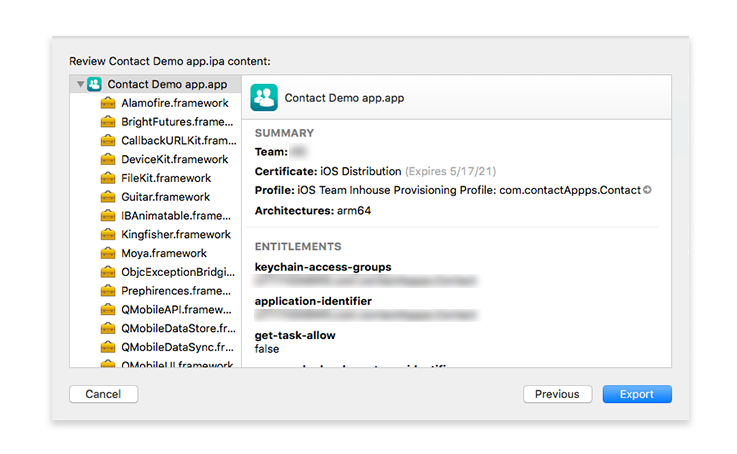 Review Contact Demo app.ipa content:
Contact Demo app.app
Alamofire.framework
BrightFutures.frame...
CallbackURLKit.fram...
DeviceKit.framework
FileKit.framework
Guitar.framework
IBAnimatable.frame...
Kingfisher.framework
Moya.framework
ObjcExceptionBridgi...
Prephirences.frame...
QMobileAPI.framew...
QMobileDataStore.fr...
QMobileDataSync.fr...
QMobileUI.framework
Contact Demo app.app
SUMMARY
Team:
Certificate: iOS Distribution (Expires 5/17/21)
Profile: iOS Team Inhouse Provisioning Profile: com.contactAppps.Contact
Architectures: arm64
ENTITLEMENTS
keychain-access-groups
application-identifier
get-task-allow
false
Cancel
Previous
Export